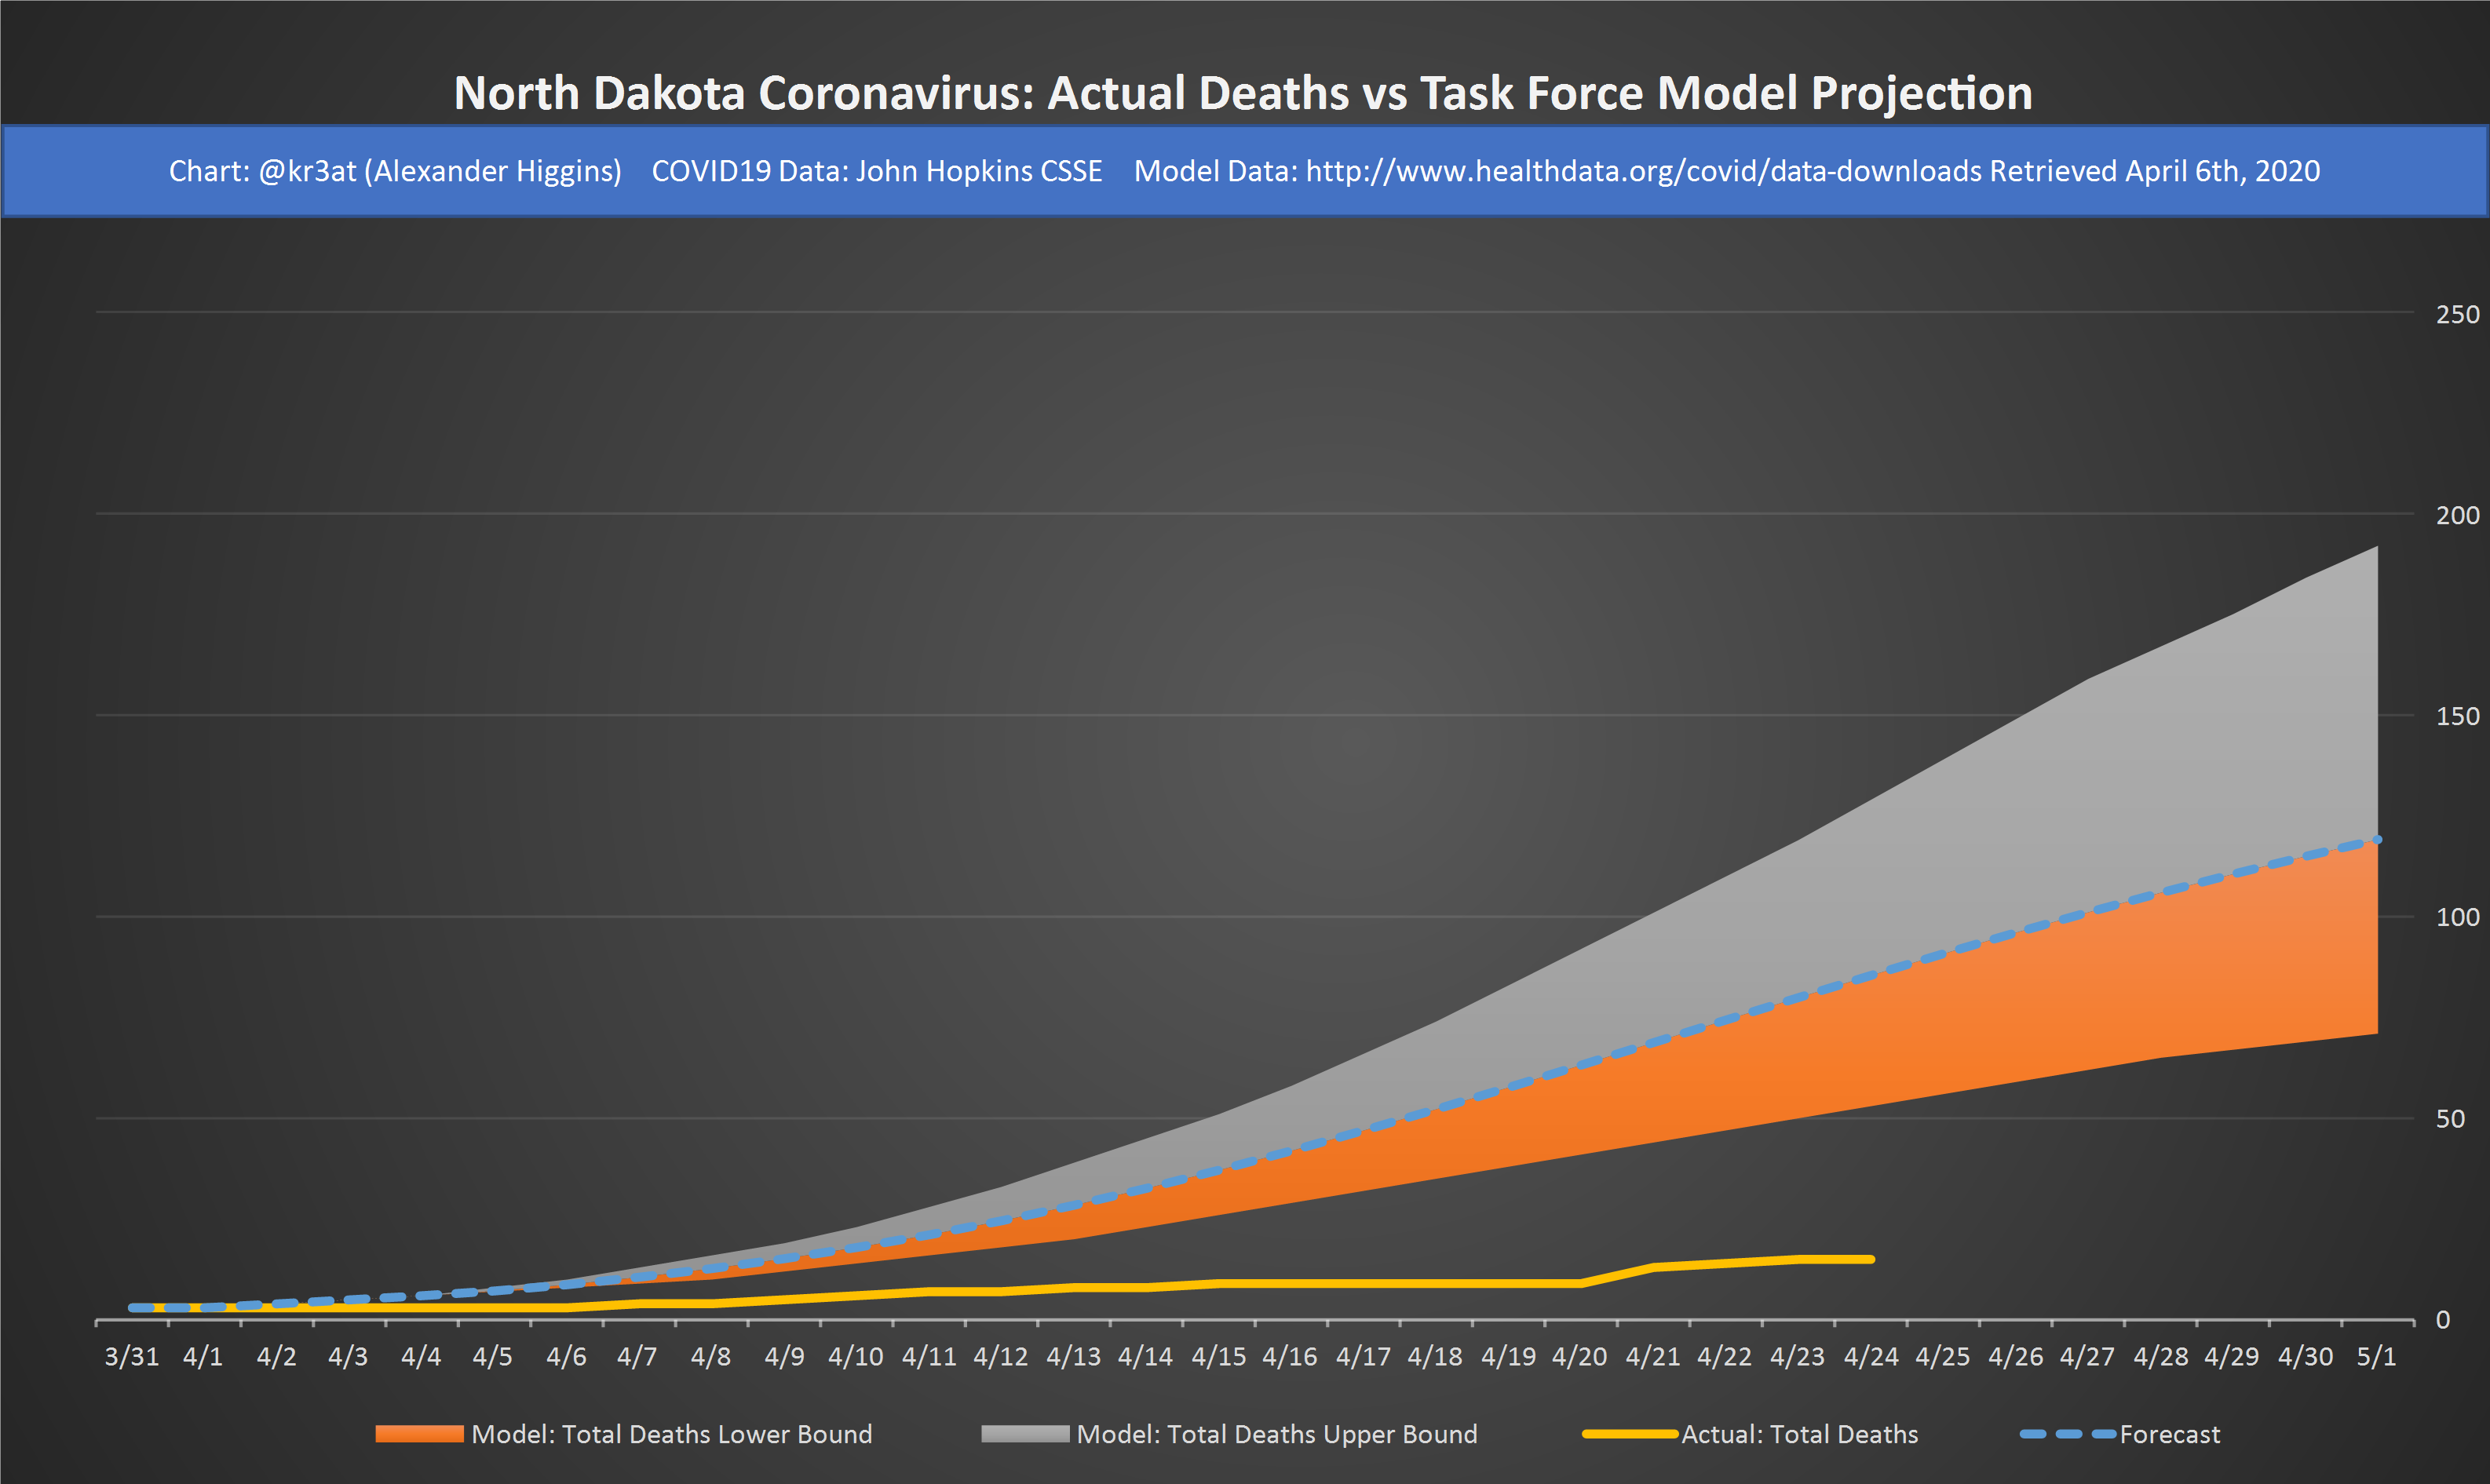 North Dakota Coronavirus: Actual Deaths vs Task Force Model Projection
Chart: @kr3at (Alexander Higgins) COVID19 Data: John Hopkins CSSE Model Data: http://www.healthdata.org/covid/data-downloads Retrieved April 6th, 2020
250
200
150
100
50
0
3/31 4/1 4/2 4/3 4/4 4/5 4/6 4/7 4/8 4/9 4/10 4/11 4/12 4/13 4/14 4/15 4/16 4/17 4/18 4/19 4/20 4/21 4/22 4/23 4/24 4/25 4/26 4/27 4/28 4/29 4/30 5/1
Model: Total Deaths Lower Bound Model: Total Deaths Upper Bound Actual: Total Deaths Forecast